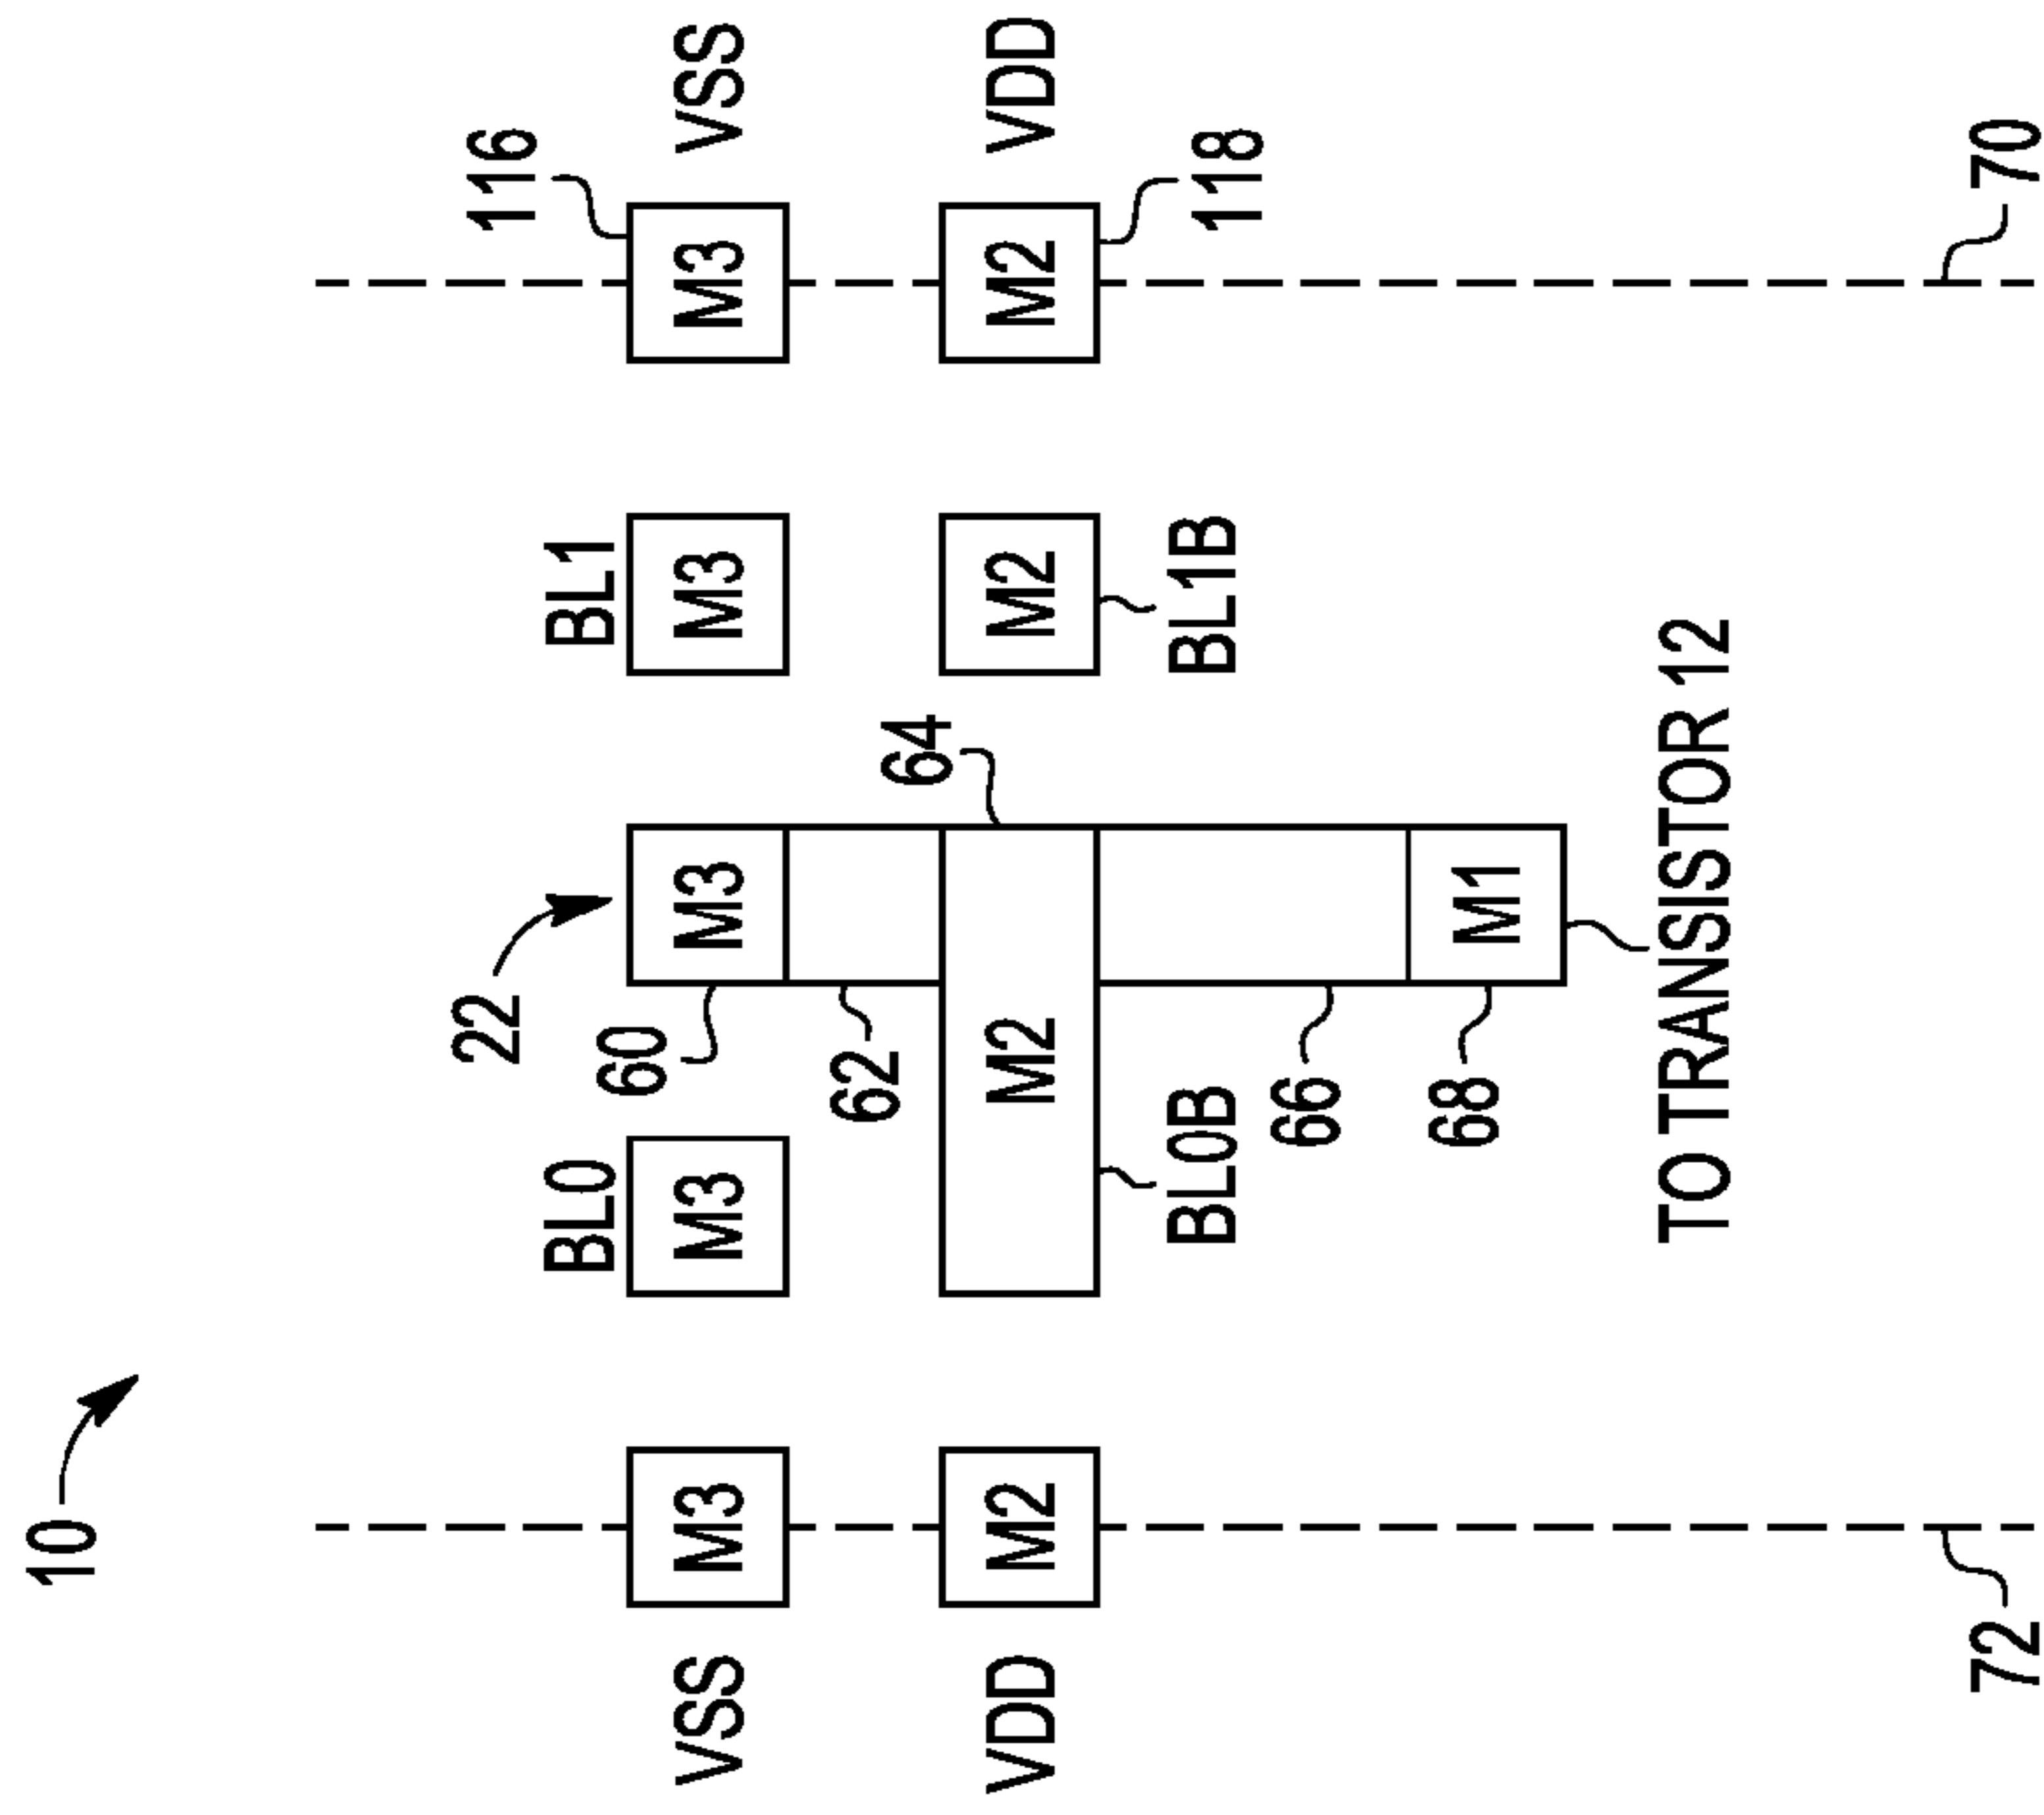 10
22 116
BL0 BL1
60
VSS M3 M3 M3 M3 M3 VSS
62
64
VDD M2 M2 M2 M2 VDD
BL0B BL1B 118
66
68 M1
TO TRANSISTOR 12
72 70